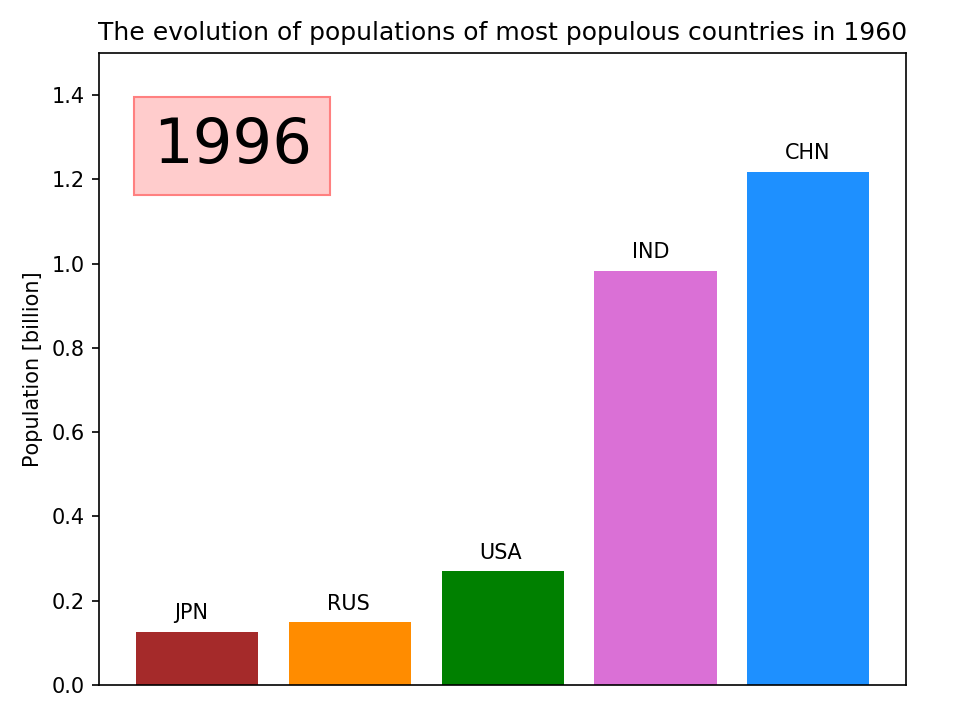 The evolution of populations of most populous countries in 1960
1.4
1996
CHN
1.2
IND
1.0
Population [billion]
0.8
0.6
0.4
USA
0.2
JPN
RUS
0.0